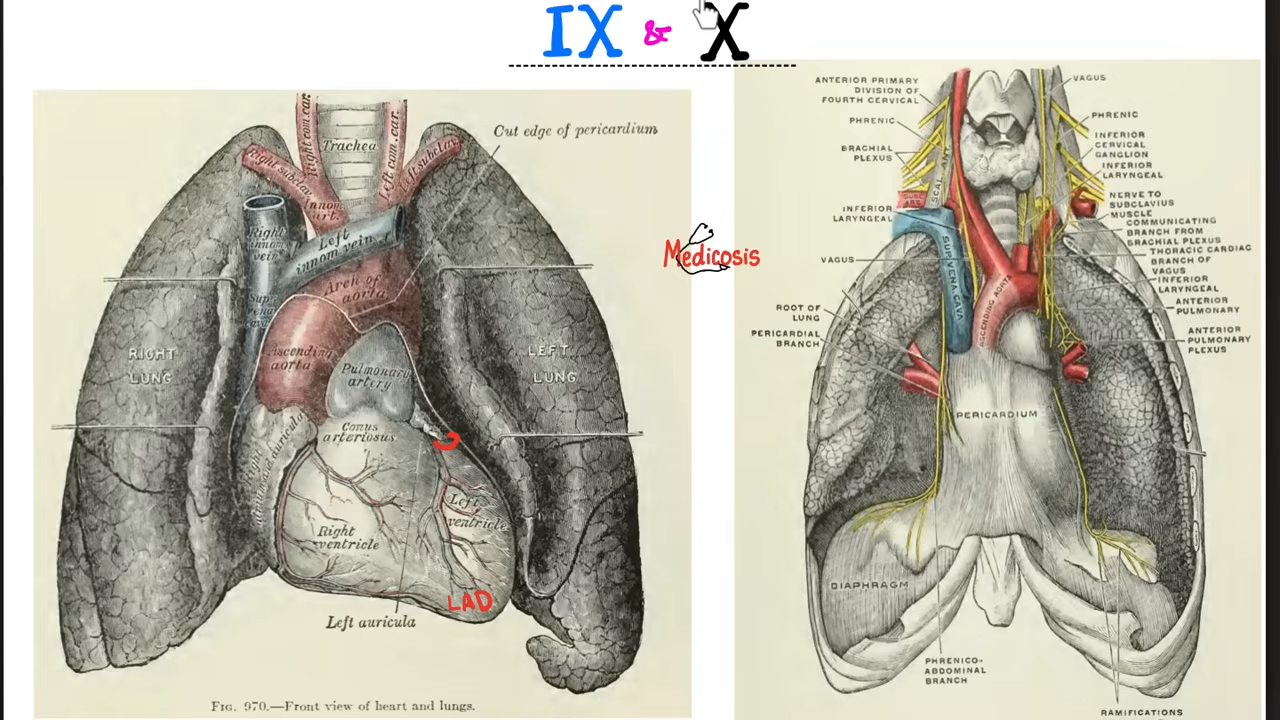 IX & X
Medicosis
Cut edge of pericardium
Right com. car.
Trachea
Left com. car.
Right subclav.
Left subclav.
Innom.
art.
Right
innom.
vein
Left
innom. vein
Arch of
aorta
Supr.
vena
cava
RIGHT
LUNG
LEFT
LUNG
Ascending
aorta
Pulmonary
artery
Conus
arteriosus
Right auricula
Left
ventricle
Right
ventricle
LAD
Left auricula
FIG. 970.—Front view of heart and lungs.
ANTERIOR PRIMARY
DIVISION OF
FOURTH CERVICAL
PHRENIC
BRACHIAL
PLEXUS
INFERIOR
LARYNGEAL
VAGUS
ROOT OF
LUNG
PERICARDIAL
BRANCH
SCAL. ANT.
SUP. VENA CAVA
ASCENDING AORTA
PERICARDIUM
DIAPHRAGM
VAGUS
PHRENIC
INFERIOR
CERVICAL
GANGLION
INFERIOR
LARYNGEAL
NERVE TO
SUBCLAVIUS
MUSCLE
COMMUNICATING
BRANCH FROM
BRACHIAL PLEXUS
THORACIC CARDIAC
BRANCH OF
VAGUS
INFERIOR
LARYNGEAL
ANTERIOR
PULMONARY
ANTERIOR
PULMONARY
PLEXUS
PHRENICO-
ABDOMINAL
BRANCH
RAMIFICATIONS